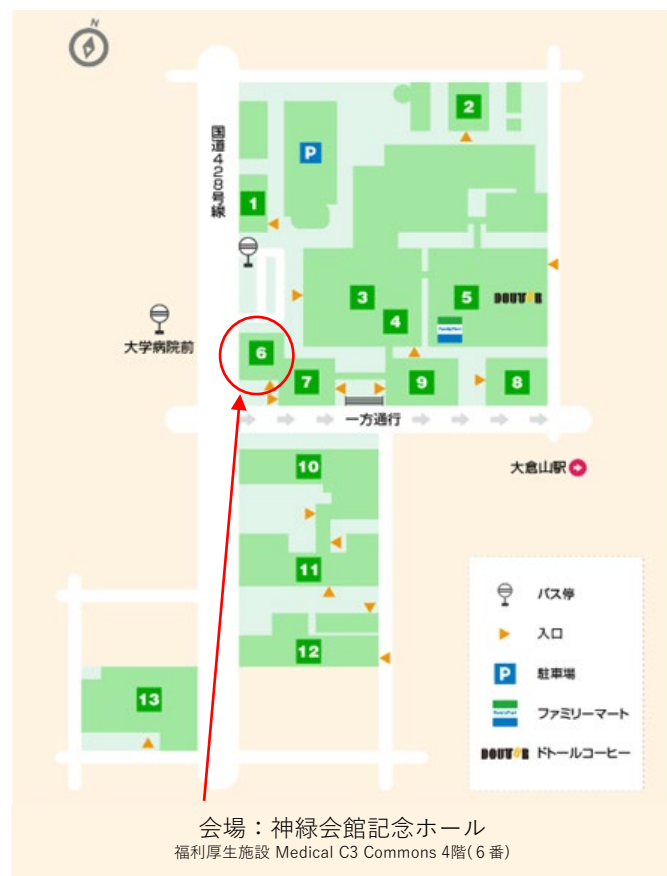 N
国道428号線
2
P
1
3
4
5
DOUTOR
FamilyMart
大学病院前
6
7
9
8
一方通行
10
大倉山駅
11
12
13
バス停
入口
P
駐車場
FamilyMart
ファミリーマート
DOUTOR
ドトールコーヒー
会場：神緑会館記念ホール
福利厚生施設 Medical C3 Commons 4階(６番)